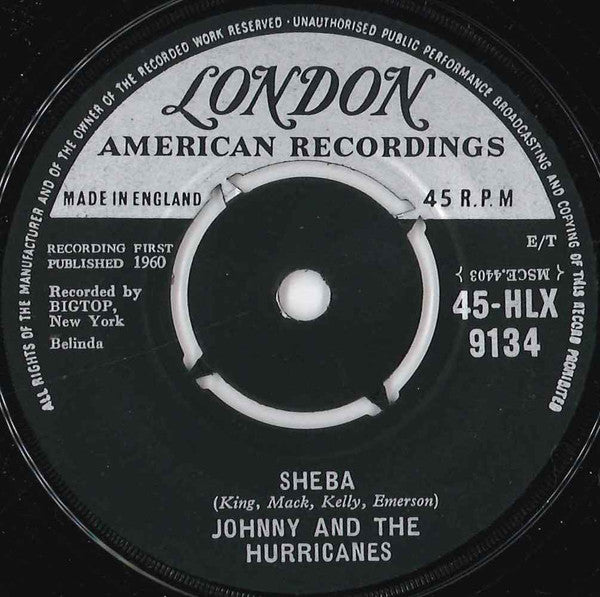 ALL RIGHTS OF THE MANUFACTURER AND OF THE OWNER OF THE RECORDED WORK RESERVED · UNAUTHORISED PUBLIC PERFORMANCE BROADCASTING AND COPYING OF THIS RECORD PROHIBITED
LONDON
AMERICAN RECORDINGS
MADE IN ENGLAND
45 R.P.M
RECORDING FIRST
PUBLISHED 1960
Recorded by
BIGTOP,
New York
Belinda
E/T
{ MSCE.4403 }
45-HLX
9134
SHEBA
(King, Mack, Kelly, Emerson)
JOHNNY AND THE
HURRICANES